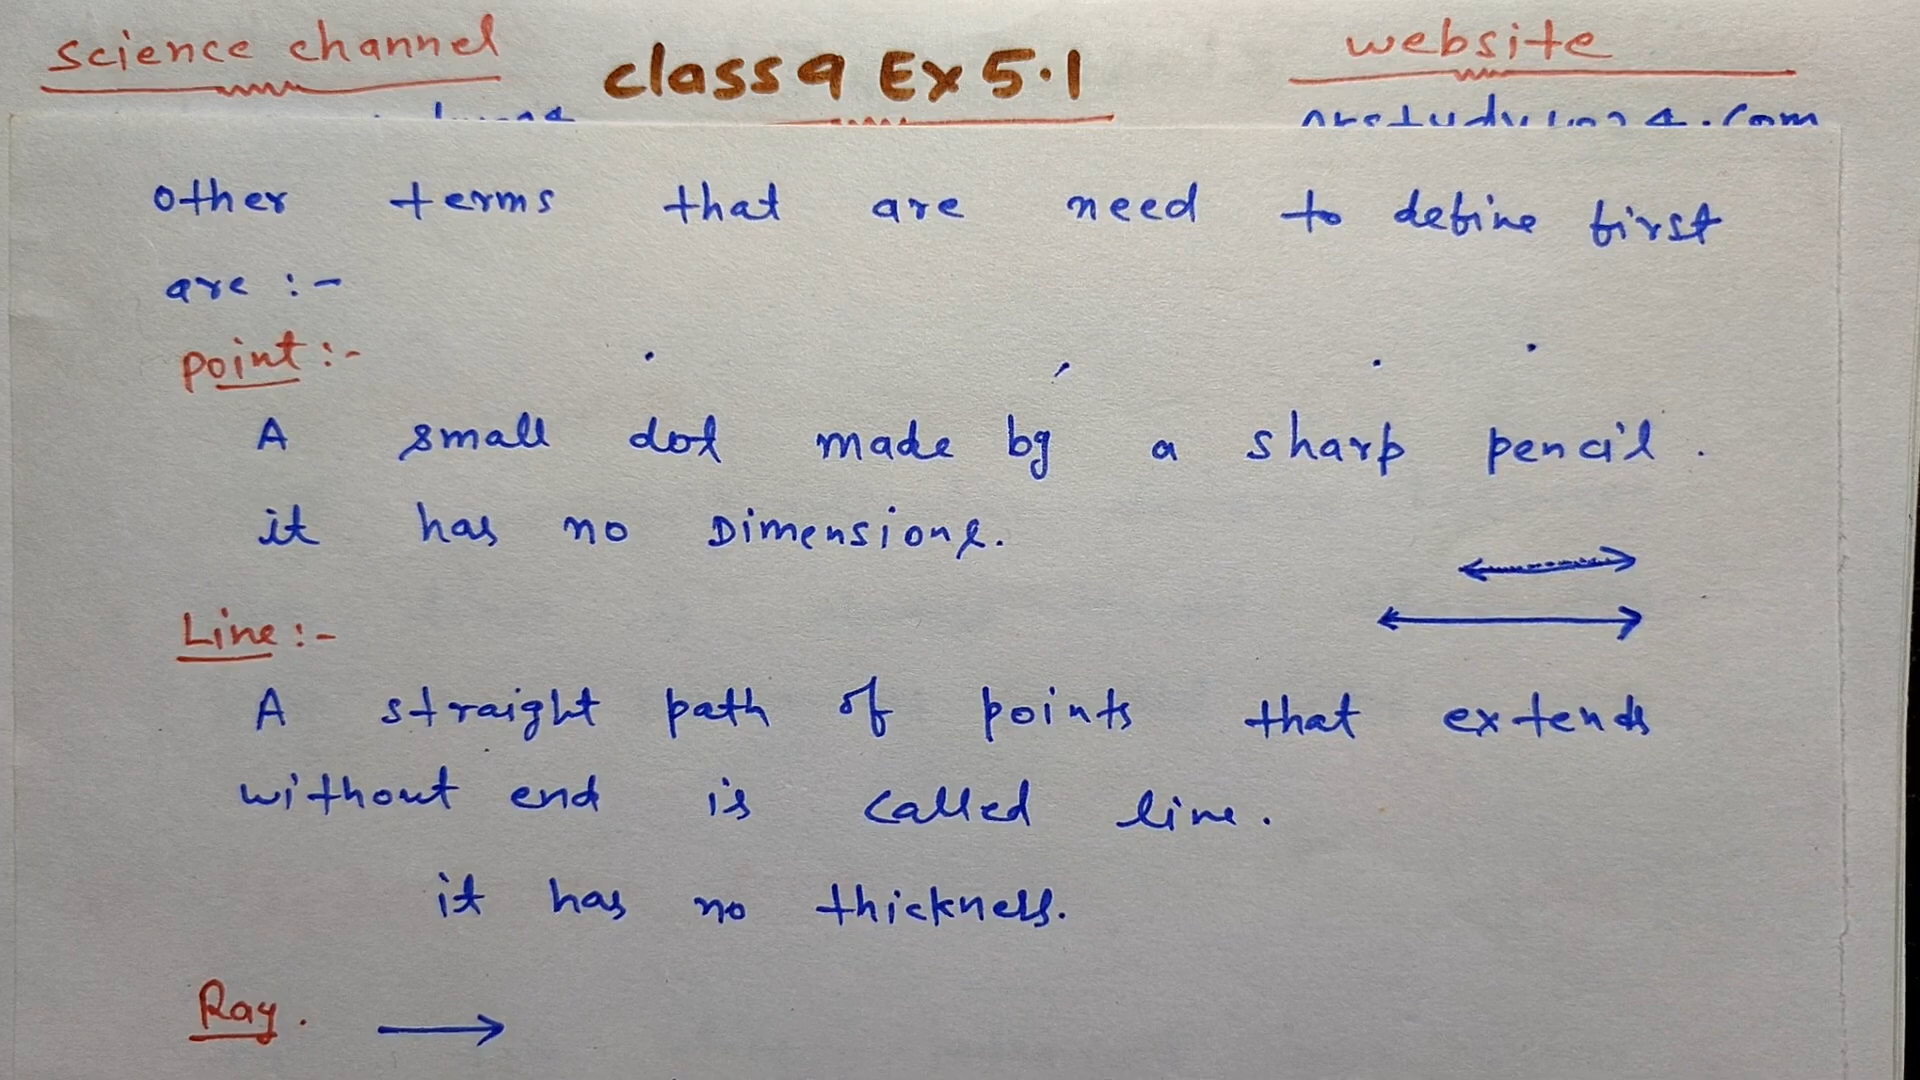 science channel
class 9 Ex 5.1
website
other terms that are need to define first
are :-
point :-
A small dot made by a sharp pencil.
it has no Dimensions.
Line :-
A straight path of points that extends
without end is called line.
it has no thickness.
Ray.